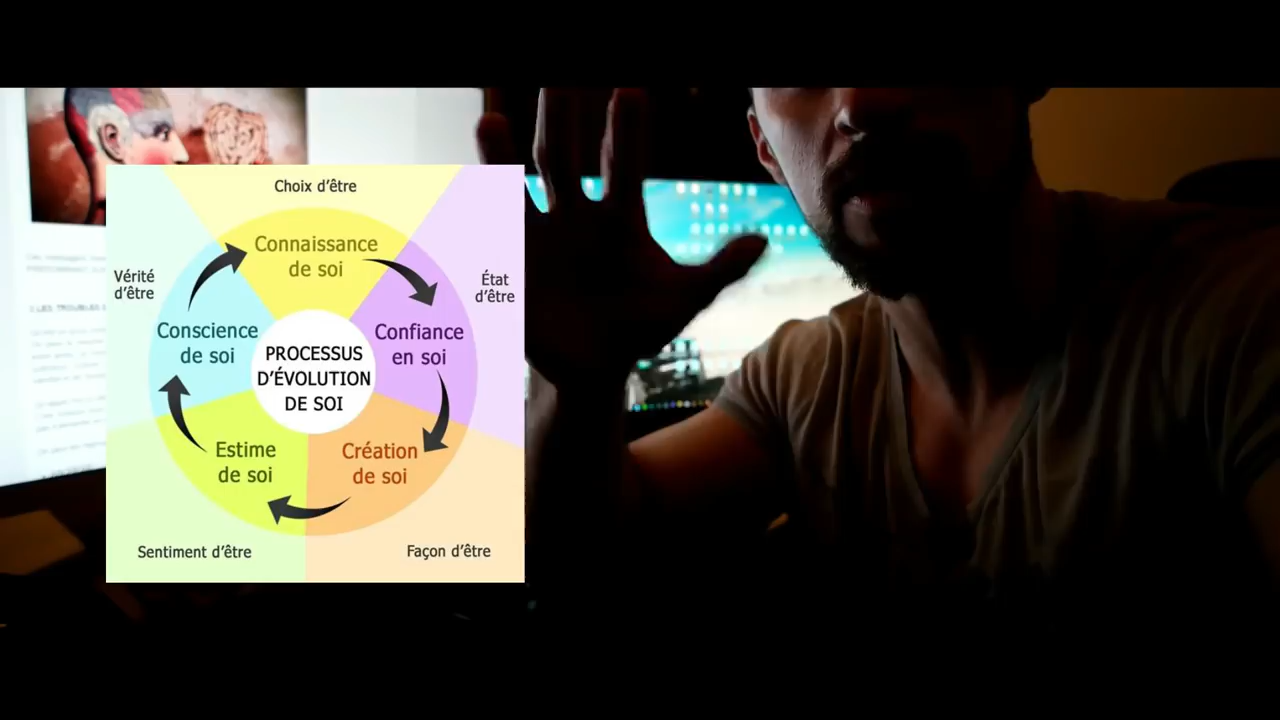 Choix d'être
Connaissance
de soi
Vérité
d'être
État
d'être
Conscience
de soi
Confiance
en soi
PROCESSUS
D'ÉVOLUTION
DE SOI
Estime
de soi
Création
de soi
Sentiment d'être
Façon d'être